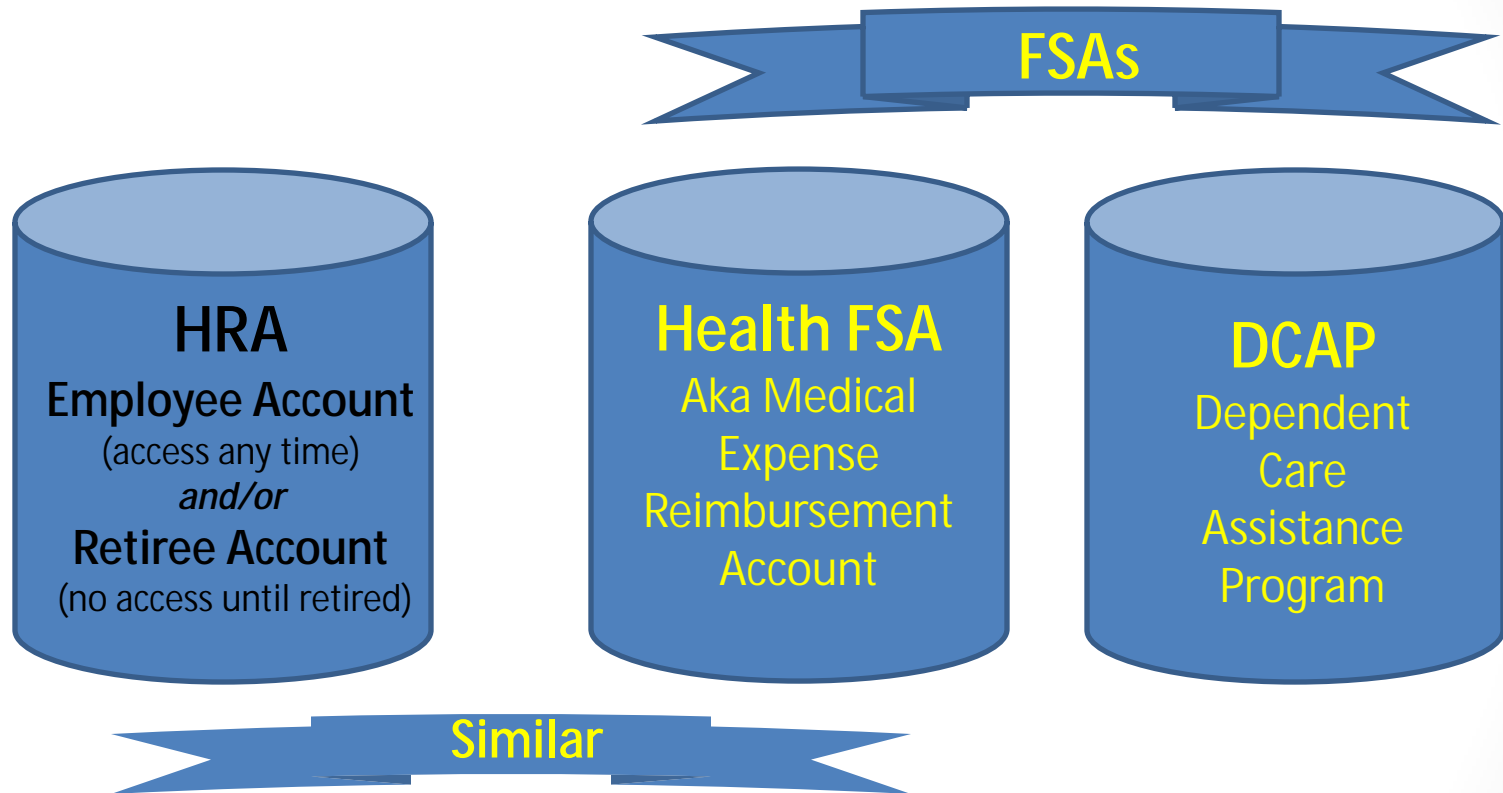 FSAs
HRA
Employee Account
(access any time)
and/or
Retiree Account
(no access until retired)
Health FSA
Aka Medical
Expense
Reimbursement
Account
DCAP
Dependent
Care
Assistance
Program
Similar